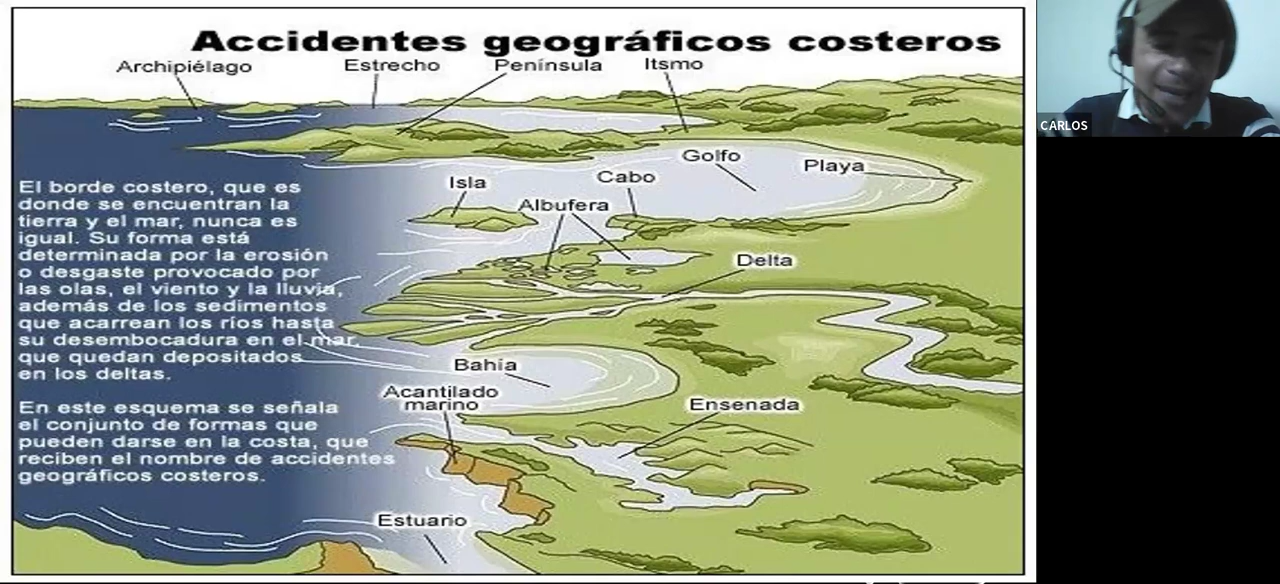 Accidentes geográficos costeros
Archipiélago
Estrecho
Península
Itsmo
Golfo
Playa
Isla
Cabo
Albufera
Delta
El borde costero, que es
donde se encuentran la
tierra y el mar, nunca es
igual. Su forma está
determinada por la erosión
o desgaste provocado por
las olas, el viento y la lluvia,
además de los sedimentos
que acarrean los ríos hasta
su desembocadura en el mar,
que quedan depositados
en los deltas.
Bahía
Acantilado
marino
Ensenada
En este esquema se señala
el conjunto de formas que
pueden darse en la costa, que
reciben el nombre de accidentes
geográficos costeros.
Estuario
CARLOS